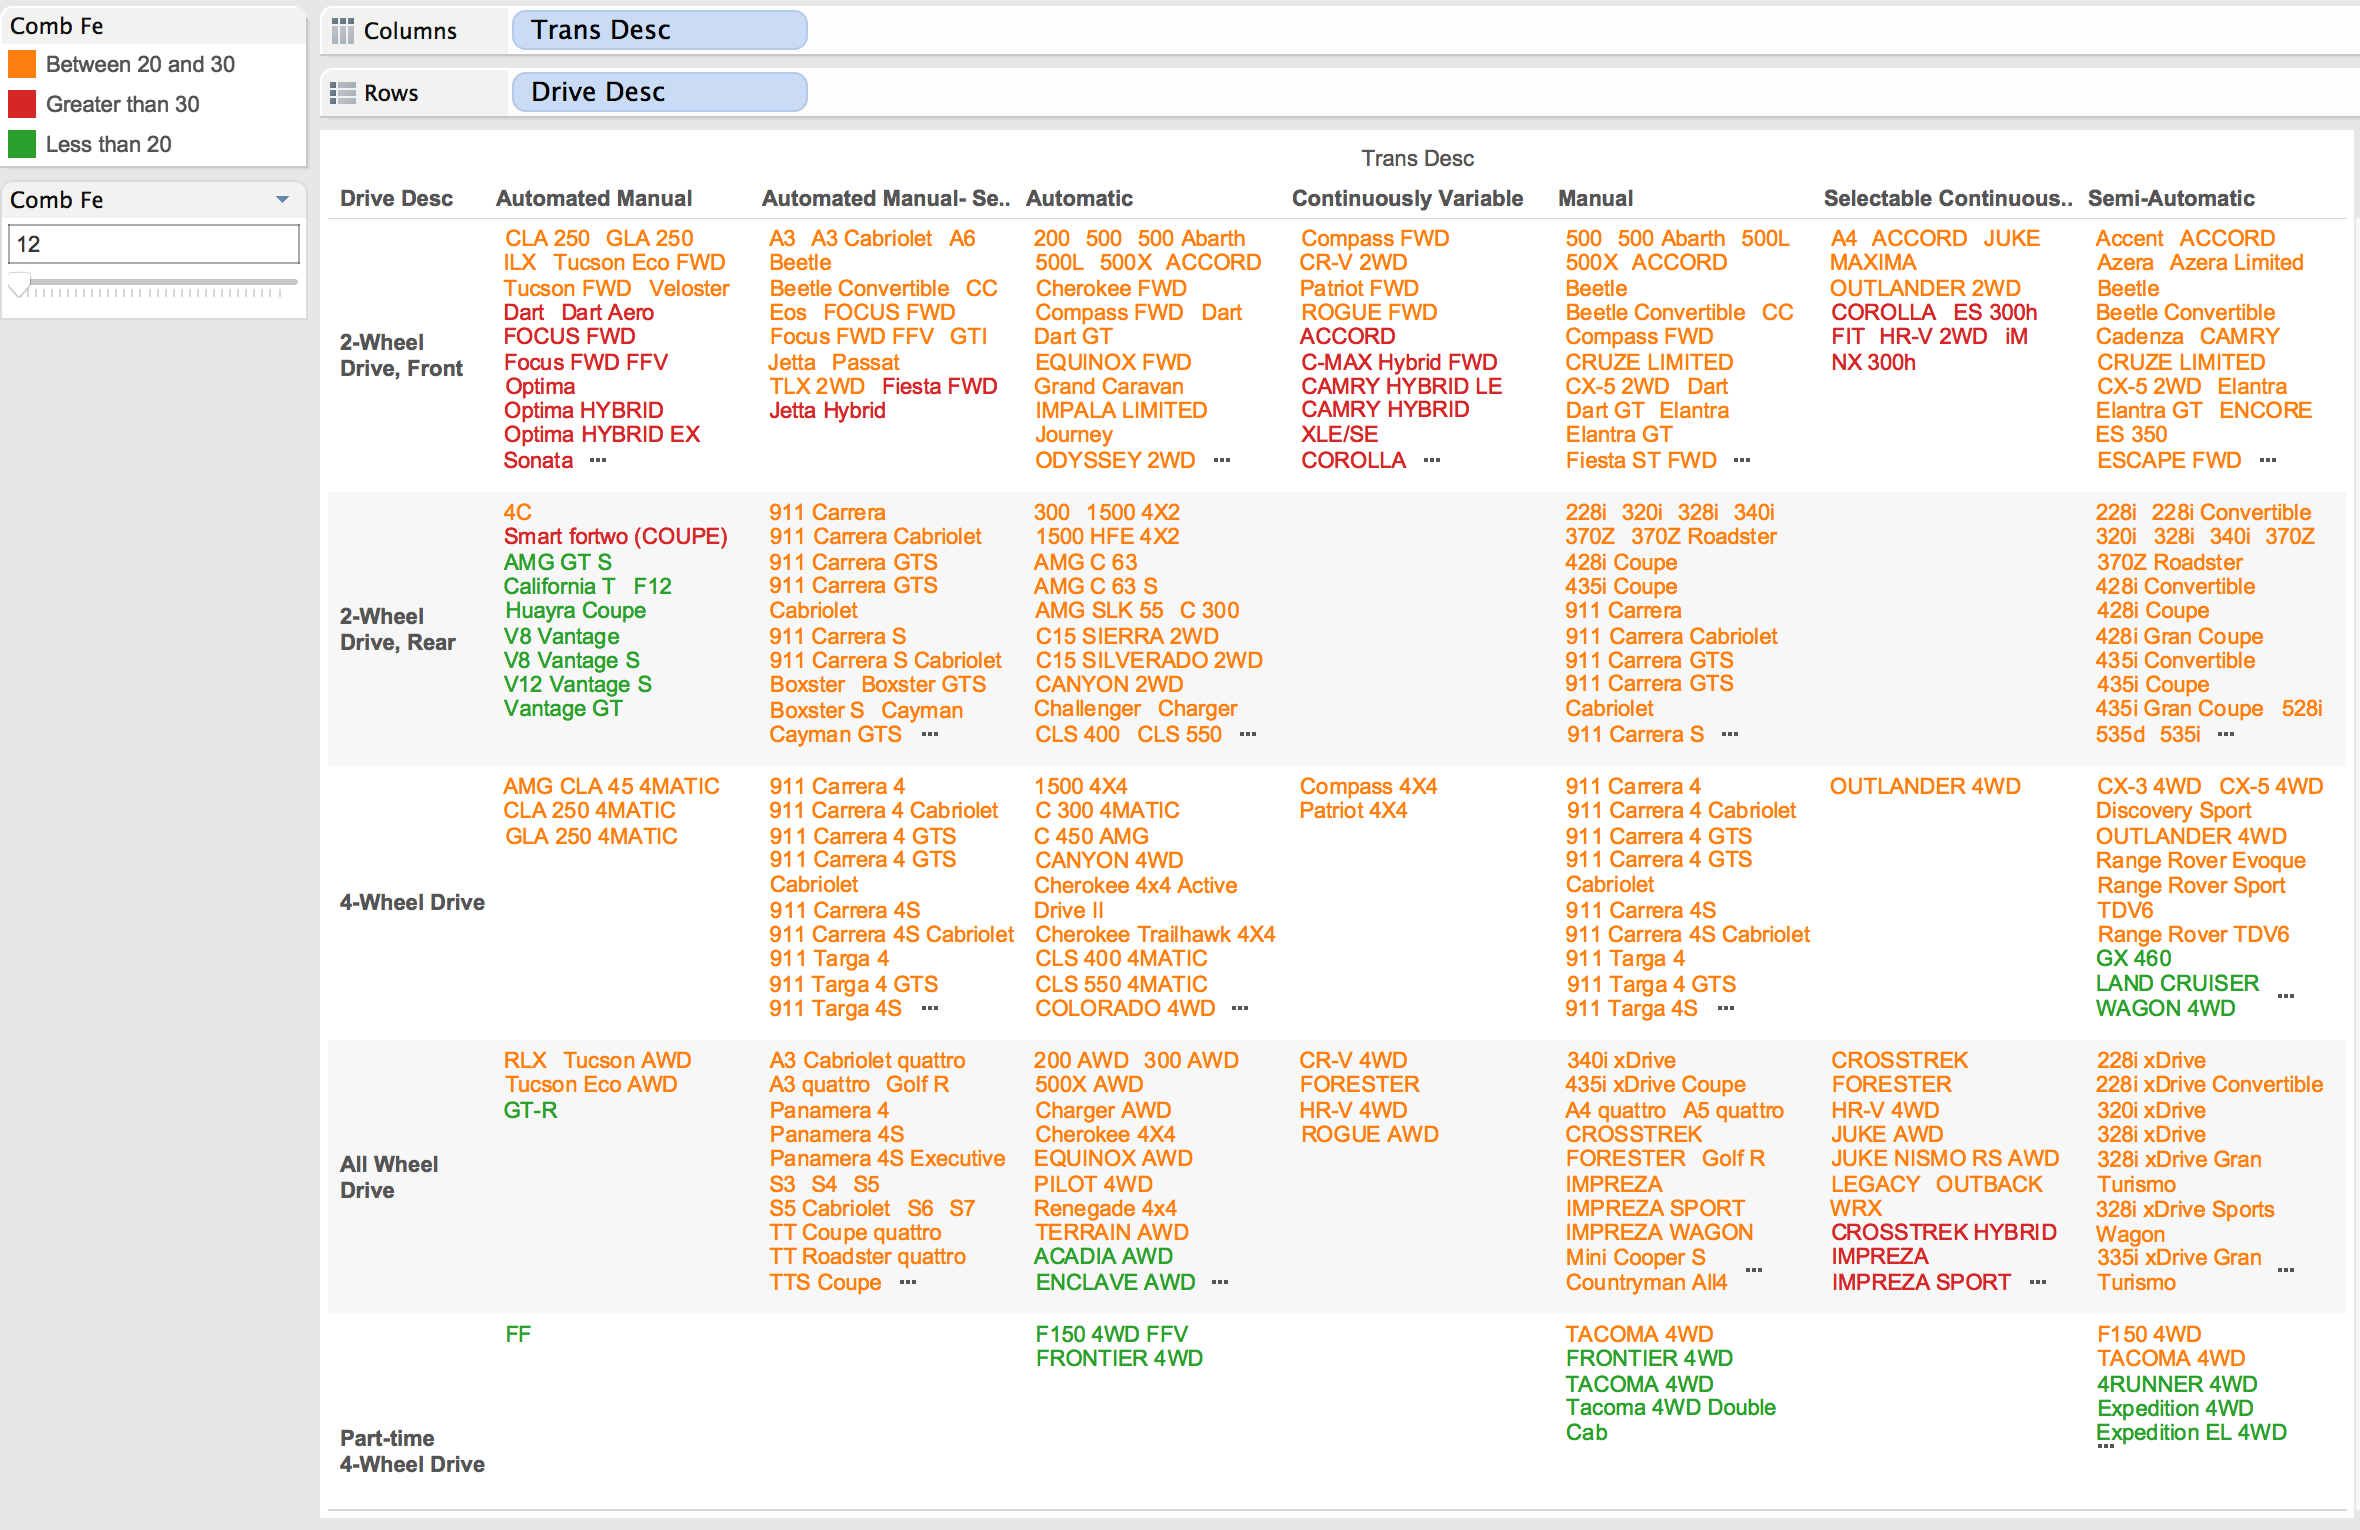 Comb Fe
Between 20 and 30
Greater than 30
Less than 20
Comb Fe
12
Columns Trans Desc
Rows Drive Desc
Trans Desc
Drive Desc Automated Manual Automated Manual- Se.. Automatic Continuously Variable Manual Selectable Continuous.. Semi-Automatic
2-Wheel
Drive, Front
CLA 250 GLA 250
ILX Tucson Eco FWD
Tucson FWD Veloster
Dart Dart Aero
FOCUS FWD
Focus FWD FFV
Optima
Optima HYBRID
Optima HYBRID EX
Sonata ...
A3 A3 Cabriolet A6
Beetle
Beetle Convertible CC
Eos FOCUS FWD
Focus FWD FFV GTI
Jetta Passat
TLX 2WD Fiesta FWD
Jetta Hybrid
200 500 500 Abarth
500L 500X ACCORD
Cherokee FWD
Compass FWD Dart
Dart GT
EQUINOX FWD
Grand Caravan
IMPALA LIMITED
Journey
ODYSSEY 2WD ...
Compass FWD
CR-V 2WD
Patriot FWD
ROGUE FWD
ACCORD
C-MAX Hybrid FWD
CAMRY HYBRID LE
CAMRY HYBRID
XLE/SE
COROLLA ...
500 500 Abarth 500L
500X ACCORD
Beetle
Beetle Convertible CC
Compass FWD
CRUZE LIMITED
CX-5 2WD Dart
Dart GT Elantra
Elantra GT
Fiesta ST FWD ...
A4 ACCORD JUKE
MAXIMA
OUTLANDER 2WD
COROLLA ES 300h
FIT HR-V 2WD iM
NX 300h
Accent ACCORD
Azera Azera Limited
Beetle
Beetle Convertible
Cadenza CAMRY
CRUZE LIMITED
CX-5 2WD Elantra
Elantra GT ENCORE
ES 350
ESCAPE FWD ...
2-Wheel
Drive, Rear
4C
Smart fortwo (COUPE)
AMG GT S
California T F12
Huayra Coupe
V8 Vantage
V8 Vantage S
V12 Vantage S
Vantage GT
911 Carrera
911 Carrera Cabriolet
911 Carrera GTS
911 Carrera GTS
Cabriolet
911 Carrera S
911 Carrera S Cabriolet
Boxster Boxster GTS
Boxster S Cayman
Cayman GTS ...
300 1500 4X2
1500 HFE 4X2
AMG C 63
AMG C 63 S
AMG SLK 55 C 300
C15 SIERRA 2WD
C15 SILVERADO 2WD
CANYON 2WD
Challenger Charger
CLS 400 CLS 550 ...
228i 320i 328i 340i
370Z 370Z Roadster
428i Coupe
435i Coupe
911 Carrera
911 Carrera Cabriolet
911 Carrera GTS
911 Carrera GTS
Cabriolet
911 Carrera S ...
228i 228i Convertible
320i 328i 340i 370Z
370Z Roadster
428i Convertible
428i Coupe
428i Gran Coupe
435i Convertible
435i Coupe
435i Gran Coupe 528i
535d 535i ...
4-Wheel Drive
AMG CLA 45 4MATIC
CLA 250 4MATIC
GLA 250 4MATIC
911 Carrera 4
911 Carrera 4 Cabriolet
911 Carrera 4 GTS
911 Carrera 4 GTS
Cabriolet
911 Carrera 4S
911 Carrera 4S Cabriolet
911 Targa 4
911 Targa 4 GTS
911 Targa 4S ...
1500 4X4
C 300 4MATIC
C 450 AMG
CANYON 4WD
Cherokee 4x4 Active
Drive II
Cherokee Trailhawk 4X4
CLS 400 4MATIC
CLS 550 4MATIC
COLORADO 4WD ...
Compass 4X4
Patriot 4X4
911 Carrera 4
911 Carrera 4 Cabriolet
911 Carrera 4 GTS
911 Carrera 4 GTS
Cabriolet
911 Carrera 4S
911 Carrera 4S Cabriolet
911 Targa 4
911 Targa 4 GTS
911 Targa 4S ...
OUTLANDER 4WD
CX-3 4WD CX-5 4WD
Discovery Sport
OUTLANDER 4WD
Range Rover Evoque
Range Rover Sport
TDV6
Range Rover TDV6
GX 460
LAND CRUISER
WAGON 4WD ...
All Wheel
Drive
RLX Tucson AWD
Tucson Eco AWD
GT-R
A3 Cabriolet quattro
A3 quattro Golf R
Panamera 4
Panamera 4S
Panamera 4S Executive
S3 S4 S5
S5 Cabriolet S6 S7
TT Coupe quattro
TT Roadster quattro
TTS Coupe ...
200 AWD 300 AWD
500X AWD
Charger AWD
Cherokee 4X4
EQUINOX AWD
PILOT 4WD
Renegade 4x4
TERRAIN AWD
ACADIA AWD
ENCLAVE AWD ...
CR-V 4WD
FORESTER
HR-V 4WD
ROGUE AWD
340i xDrive
435i xDrive Coupe
A4 quattro A5 quattro
CROSSTREK
FORESTER Golf R
IMPREZA
IMPREZA SPORT
IMPREZA WAGON
Mini Cooper S
Countryman All4 ...
CROSSTREK
FORESTER
HR-V 4WD
JUKE AWD
JUKE NISMO RS AWD
LEGACY OUTBACK
WRX
CROSSTREK HYBRID
IMPREZA
IMPREZA SPORT ...
228i xDrive
228i xDrive Convertible
320i xDrive
328i xDrive
328i xDrive Gran
Turismo
328i xDrive Sports
Wagon
335i xDrive Gran
Turismo ...
Part-time
4-Wheel Drive
FF
F150 4WD FFV
FRONTIER 4WD
TACOMA 4WD
FRONTIER 4WD
TACOMA 4WD
Tacoma 4WD Double
Cab
F150 4WD
TACOMA 4WD
4RUNNER 4WD
Expedition 4WD
Expedition EL 4WD
...